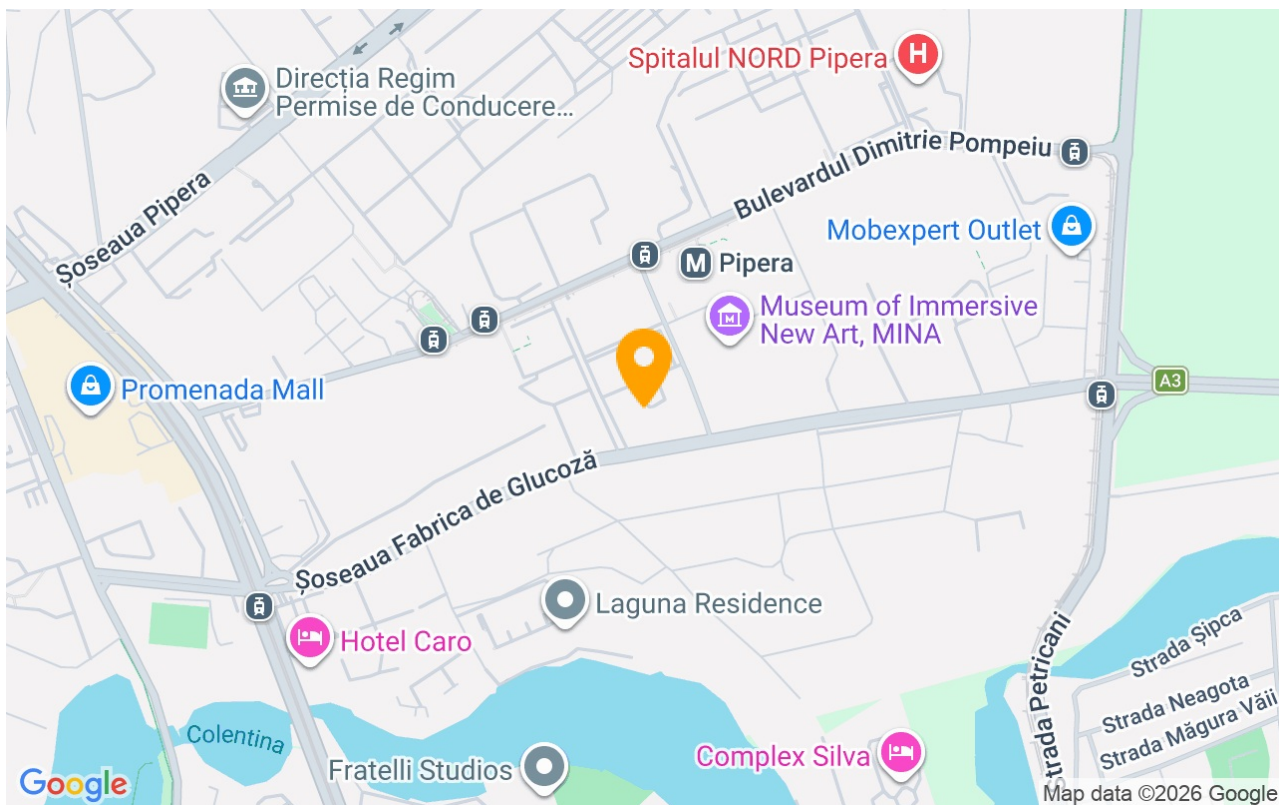 Spitalul NORD Pipera
H
Direcția Regim
Permise de Conducere...
Bulevardul Dimitrie Pompeiu
Șoseaua Pipera
Mobexpert Outlet
M Pipera
Museum of Immersive
New Art, MINA
M
Promenada Mall
A3
Șoseaua Fabrica de Glucoză
Laguna Residence
Hotel Caro
Strada Petricani
Strada Șipca
Strada Neagota
Strada Măgura Văii
Colentina
Complex Silva
Fratelli Studios
Google
Map data ©2026 Google